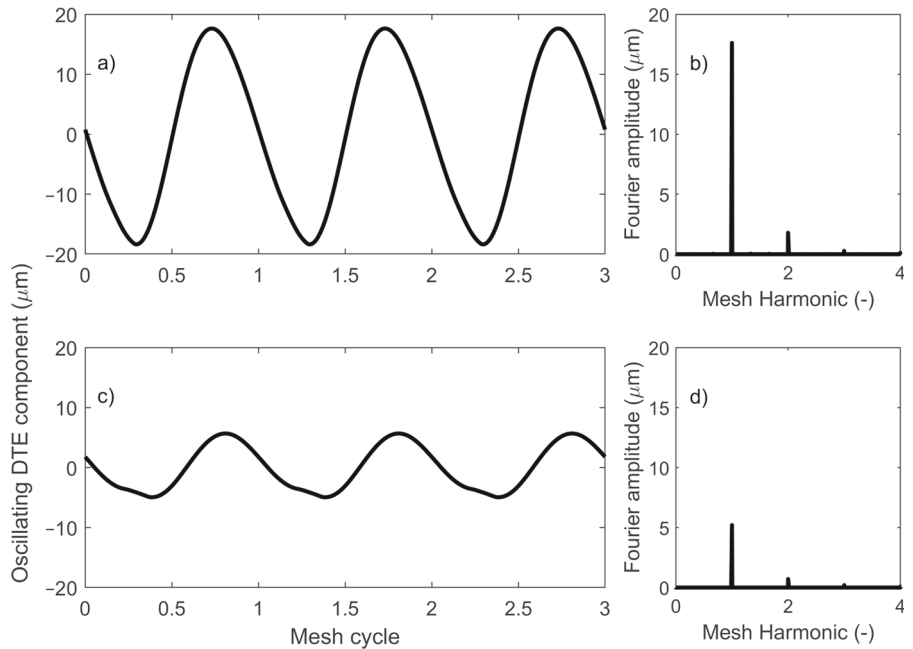 Oscillating DTE component (μm)
20
10
0
−10
−20
a)
0 0.5 1 1.5 2 2.5 3
Fourier amplitude (μm)
20
15
10
5
0
b)
0 2 4
Mesh Harmonic (-)
20
10
0
−10
−20
c)
0 0.5 1 1.5 2 2.5 3
Mesh cycle
Fourier amplitude (μm)
20
15
10
5
0
d)
0 2 4
Mesh Harmonic (-)